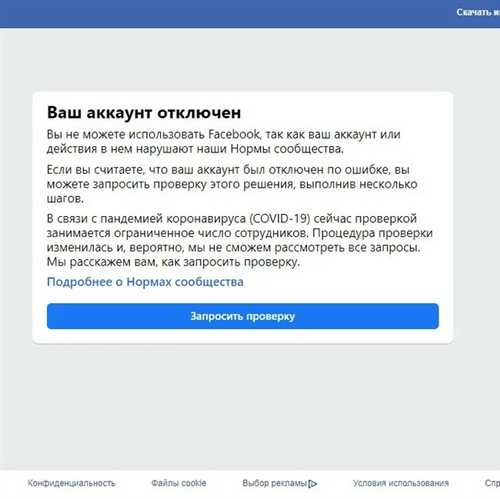 Скачать
Ваш аккаунт отключен
Вы не можете использовать Facebook, так как ваш аккаунт или
действия в нем нарушают наши Нормы сообщества.
Если вы считаете, что ваш аккаунт был отключен по ошибке, вы
можете запросить проверку этого решения, выполнив несколько
шагов.
В связи с пандемией коронавируса (COVID-19) сейчас проверкой
занимается ограниченное число сотрудников. Процедура проверки
изменилась и, вероятно, мы не сможем рассмотреть все запросы.
Мы расскажем вам, как запросить проверку.
Подробнее о Нормах сообщества
Запросить проверку
Конфиденциальность Файлы cookie Выбор рекламы Условия использования